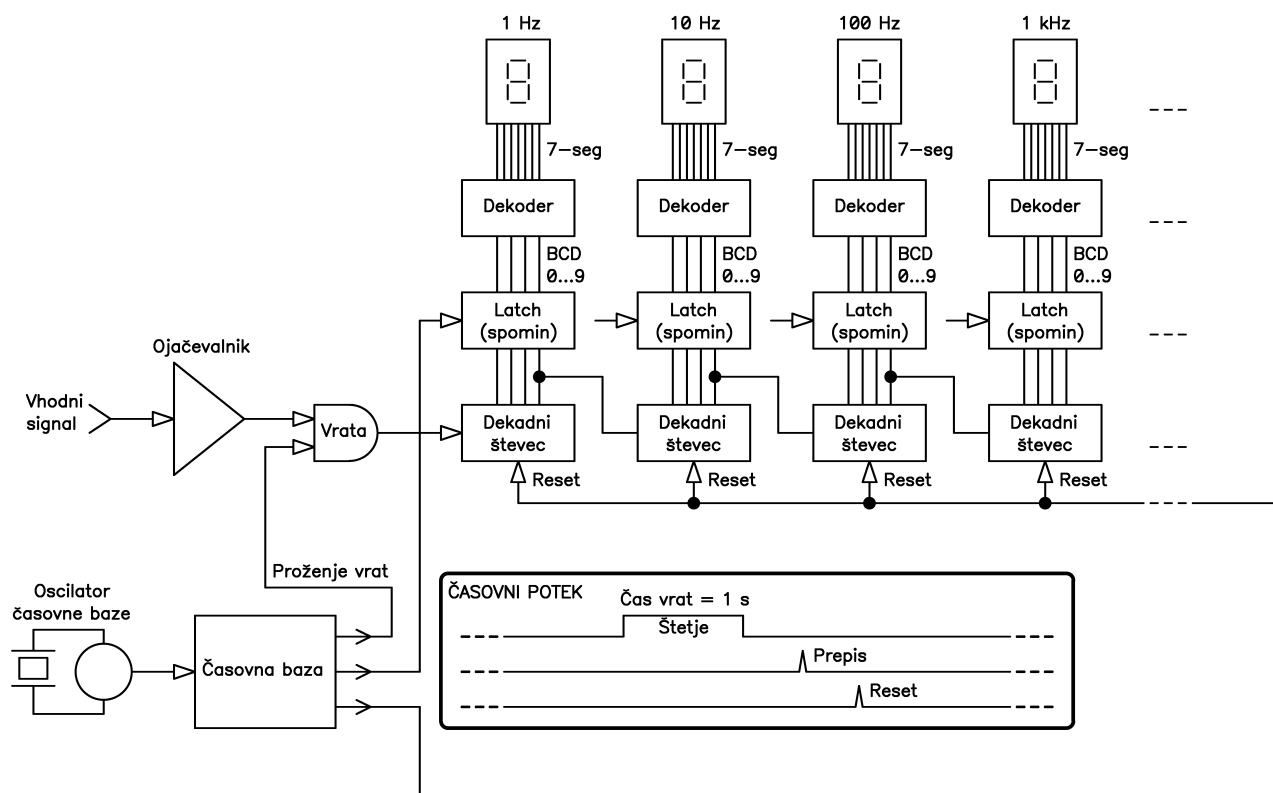 1 Hz
10 Hz
100 Hz
1 kHz
7-seg
7-seg
7-seg
7-seg
Dekoder
Dekoder
Dekoder
Dekoder
BCD
0...9
BCD
0...9
BCD
0...9
BCD
0...9
Latch
(spomin)
Latch
(spomin)
Latch
(spomin)
Latch
(spomin)
Ojačevalnik
Vhodni
signal
Vrata
Dekadni
števec
Dekadni
števec
Dekadni
števec
Dekadni
števec
Reset
Reset
Reset
Reset
Proženje vrat
Oscilator
časovne baze
Časovna baza
ČASOVNI POTEK
Čas vrat = 1 s
Štetje
Prepis
Reset